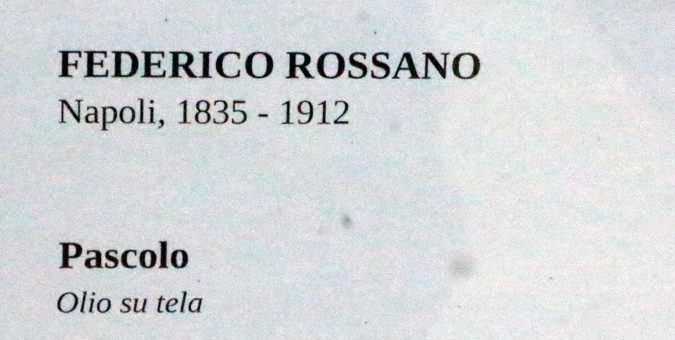 FEDERICO ROSSANO
Napoli, 1835 - 1912
Pascolo
Olio su tela